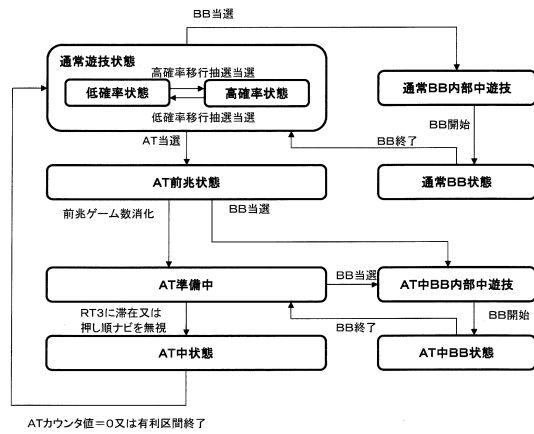 BB当選
通常遊技状態
高確率移行抽選当選
低確率状態
高確率状態
低確率移行抽選当選
通常BB内部中遊技
BB開始
BB終了
AT当選
AT前兆状態
通常BB状態
前兆ゲーム数消化
BB当選
AT準備中
BB当選
AT中BB内部中遊技
RT3に滞在又は
押し順ナビを無視
BB終了
BB開始
AT中状態
AT中BB状態
ATカウンタ値=0又は有利区間終了